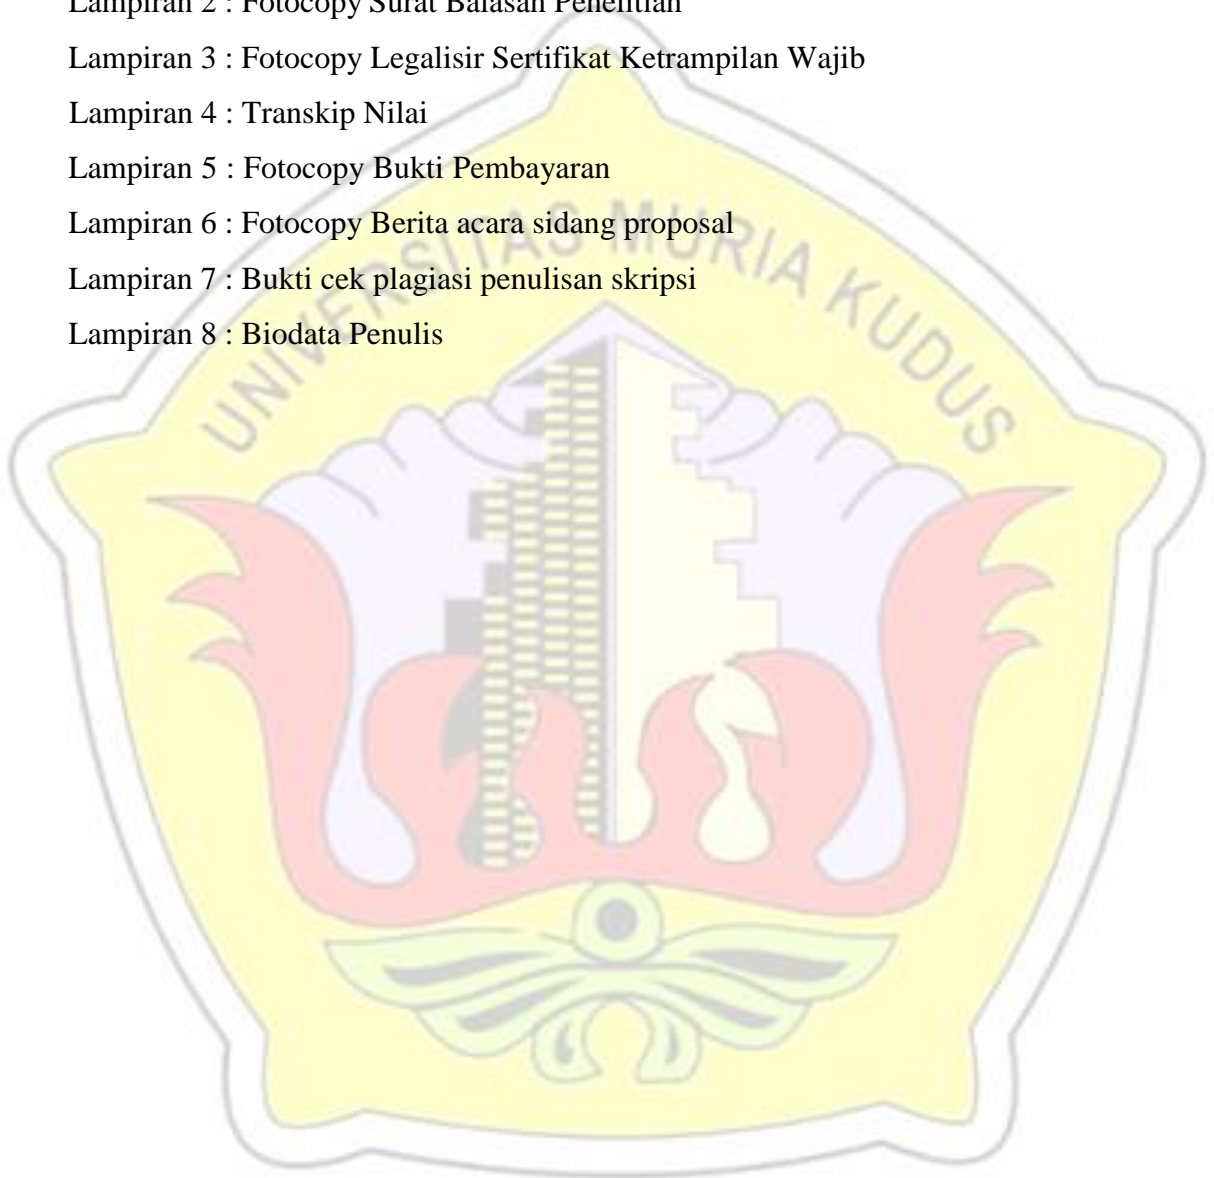 Lampiran 2 : Fotocopy Surat Balasan Penelitian
Lampiran 3 : Fotocopy Legalisir Sertifikat Ketrampilan Wajib
Lampiran 4 : Transkip Nilai
Lampiran 5 : Fotocopy Bukti Pembayaran
Lampiran 6 : Fotocopy Berita acara sidang proposal
Lampiran 7 : Bukti cek plagiasi penulisan skripsi
Lampiran 8 : Biodata Penulis
UNIVERSITAS MURIA KUDUS